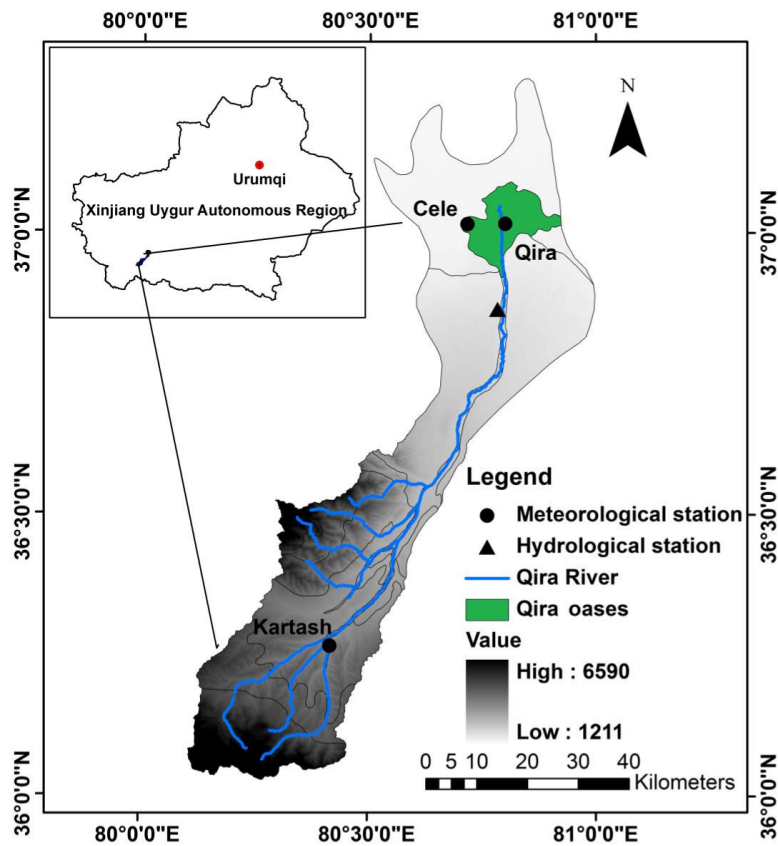 80°0'0"E 80°30'0"E 81°0'0"E
N
Urumqi
Xinjiang Uygur Autonomous Region
Cele
Qira
37°0'0"N 37°0'0"N
Legend
Meteorological station
Hydrological station
Qira River
Qira oases
Value
High : 6590
Low : 1211
36°30'0"N 36°30'0"N
Kartash
0 5 10 20 30 40
Kilometers
36°0'0"N 36°0'0"N
80°0'0"E 80°30'0"E 81°0'0"E